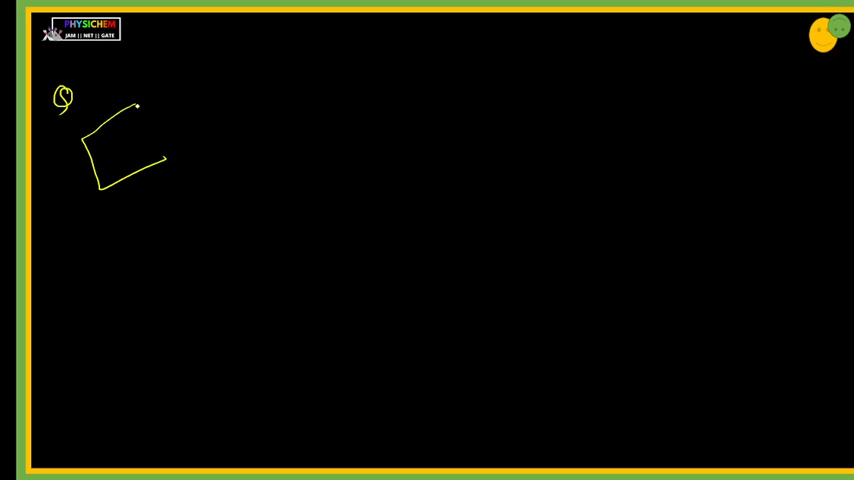 PHYSICHEM
JAM || NET || GATE
Q